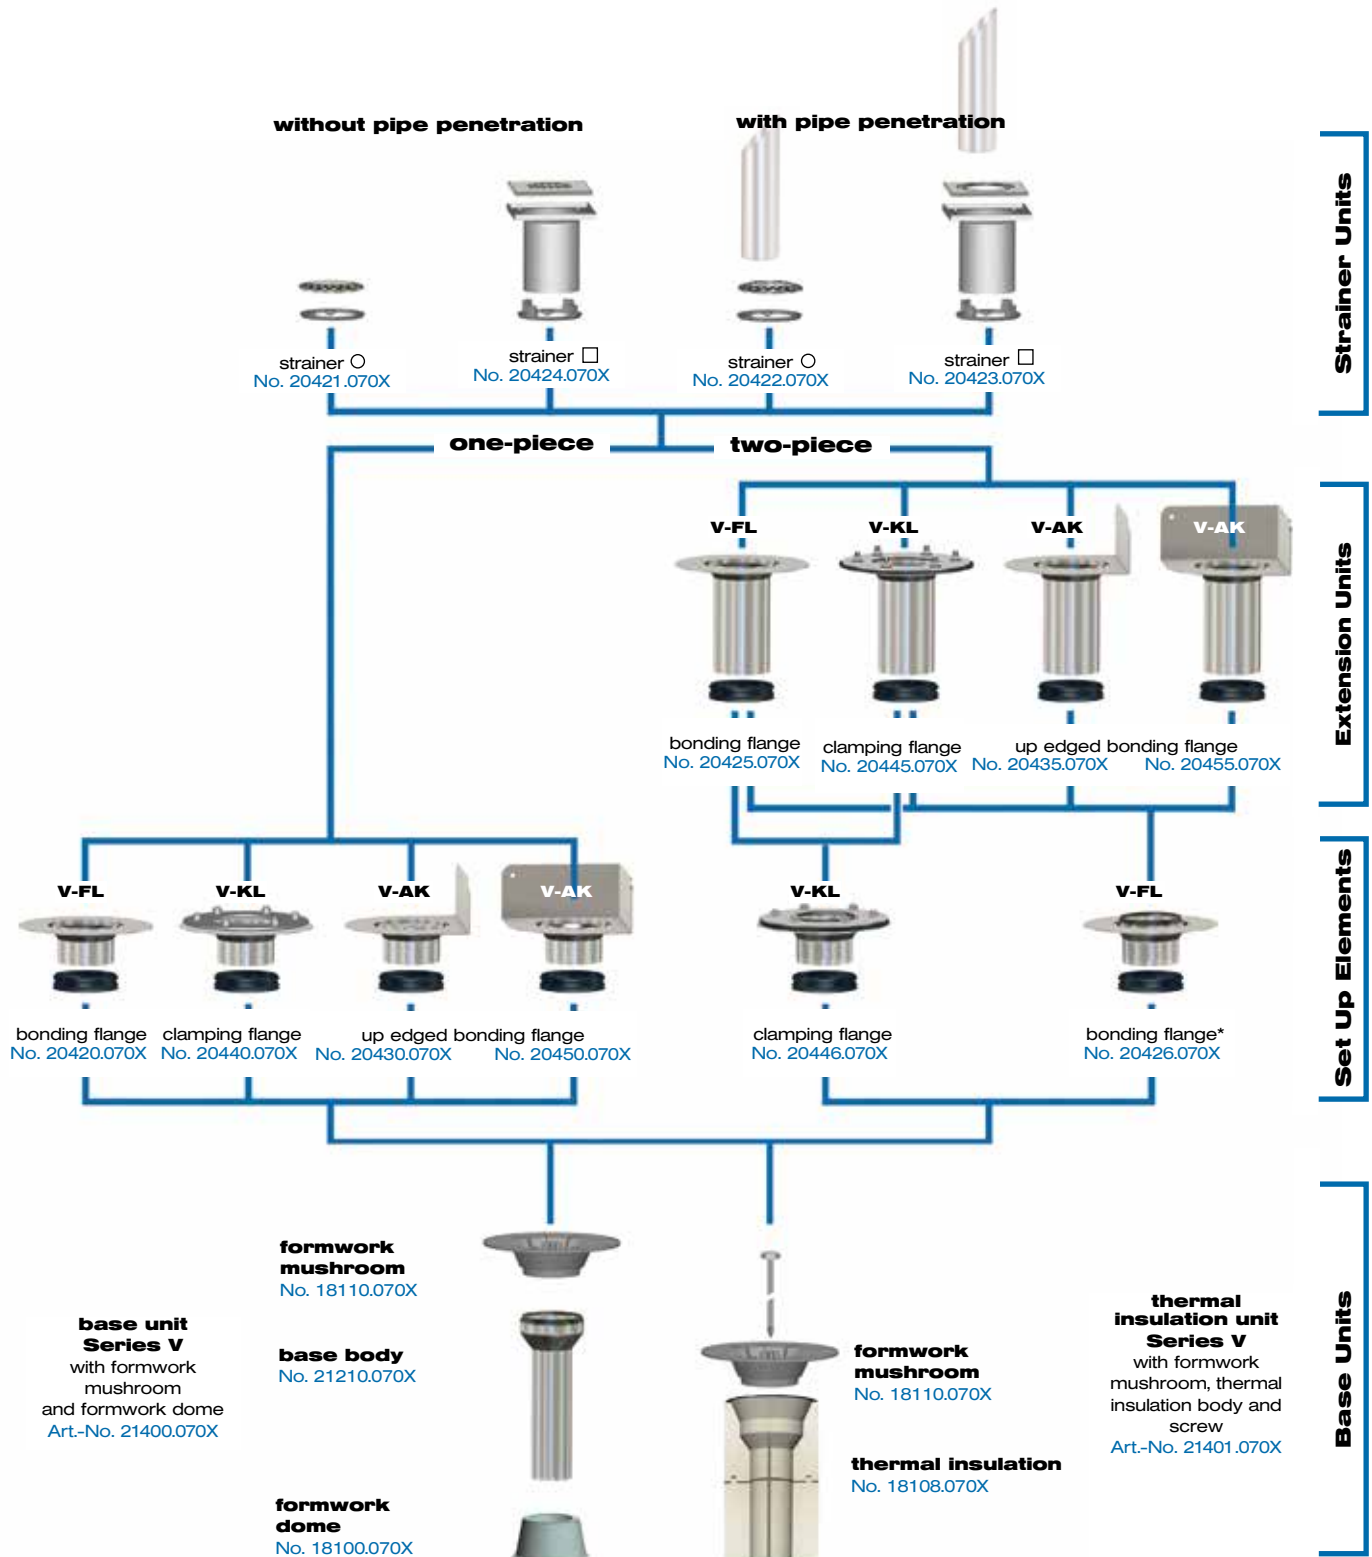 without pipe penetration
with pipe penetration
Strainer Units
strainer ○
No. 20421.070X
strainer □
No. 20424.070X
strainer ○
No. 20422.070X
strainer □
No. 20423.070X
one-piece
two-piece
Extension Units
V-FL
V-KL
V-AK
V-AK
bonding flange
No. 20425.070X
clamping flange
No. 20445.070X
up edged bonding flange
No. 20435.070X
No. 20455.070X
Set Up Elements
V-FL
V-KL
V-AK
V-AK
V-KL
V-FL
bonding flange
No. 20420.070X
clamping flange
No. 20440.070X
up edged bonding flange
No. 20430.070X
No. 20450.070X
clamping flange
No. 20446.070X
bonding flange*
No. 20426.070X
Base Units
base unit
Series V
with formwork
mushroom
and formwork dome
Art.-No. 21400.070X
formwork
mushroom
No. 18110.070X
base body
No. 21210.070X
formwork
dome
No. 18100.070X
formwork
mushroom
No. 18110.070X
thermal insulation
No. 18108.070X
thermal
insulation unit
Series V
with formwork
mushroom, thermal
insulation body and
screw
Art.-No. 21401.070X